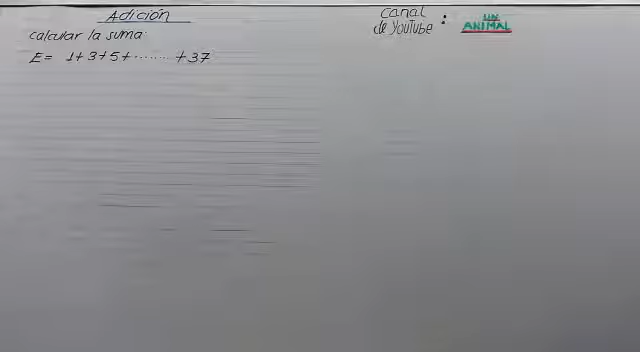 Adición
calcular la suma:
E = 1+3+5+........ +37
canal
de YouTube :
UN
ANIMAL